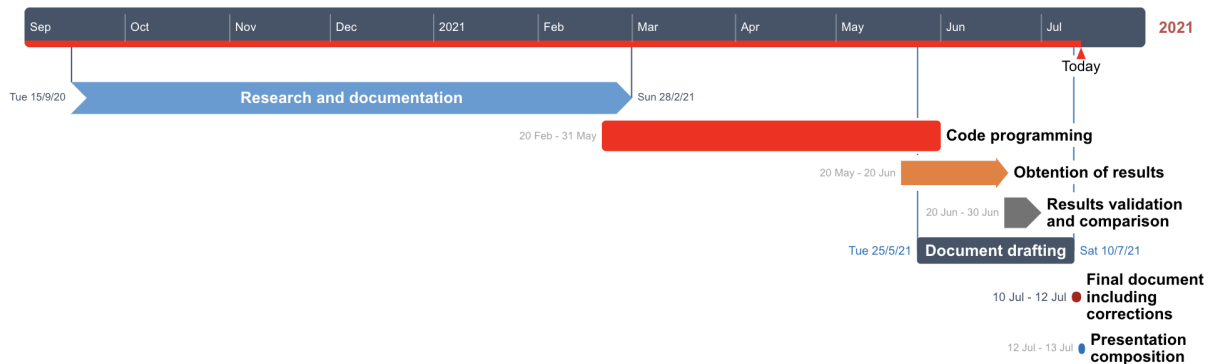 Sep Oct Nov Dec 2021 Feb Mar Apr May Jun Jul 2021
Today
Tue 15/9/20 Research and documentation Sun 28/2/21
20 Feb - 31 May Code programming
20 May - 20 Jun Obtention of results
20 Jun - 30 Jun Results validation
and comparison
Tue 25/5/21 Document drafting Sat 10/7/21
10 Jul - 12 Jul Final document
including
corrections
12 Jul - 13 Jul Presentation
composition